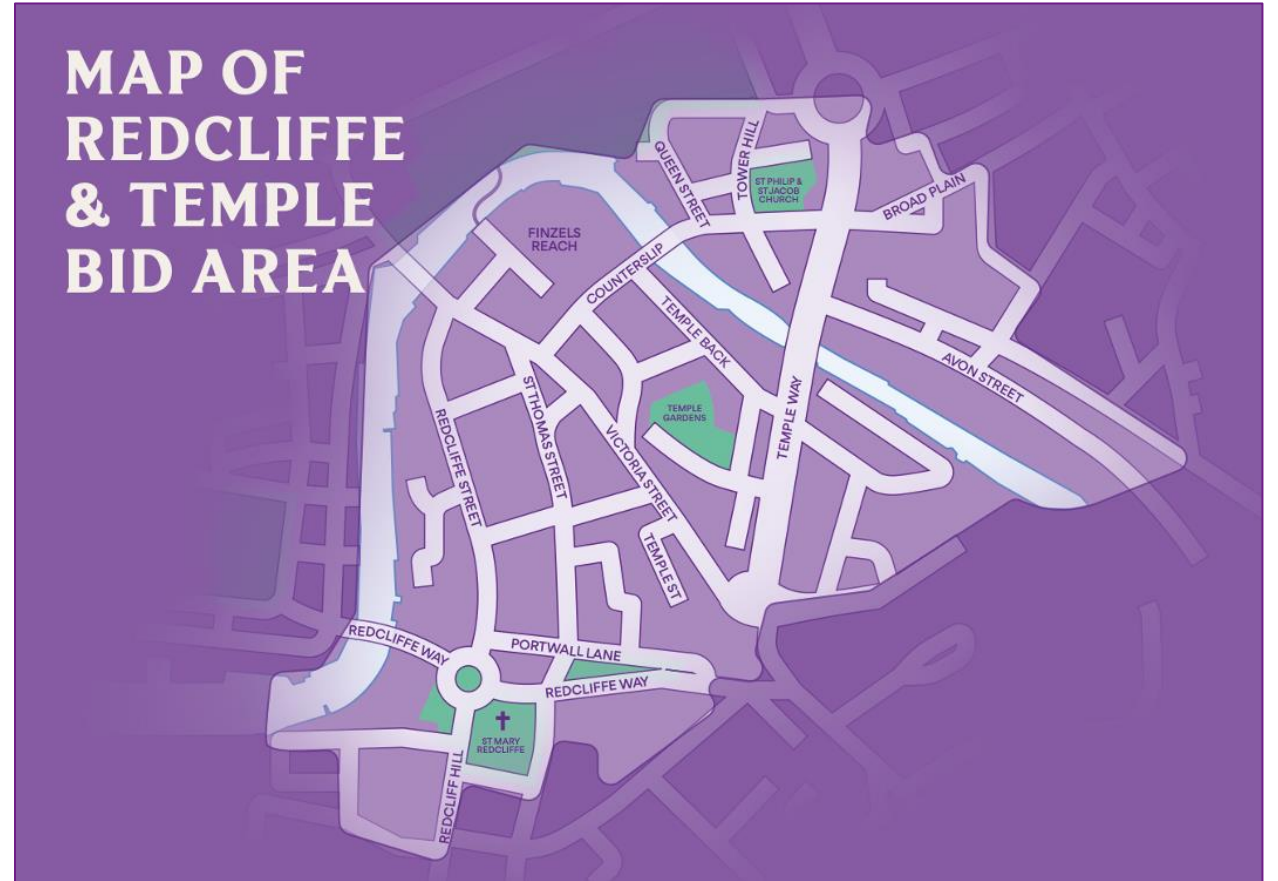 MAP OF
REDCLIFFE
& TEMPLE
BID AREA
QUEEN STREET
TOWER HILL
ST PHILIP &
ST JACOB
CHURCH
BROAD PLAIN
FINZELS
REACH
COUNTERSLIP
TEMPLE BACK
AVON STREET
TEMPLE WAY
TEMPLE
GARDENS
ST THOMAS STREET
REDCLIFFE STREET
VICTORIA STREET
TEMPLE ST
REDCLIFFE WAY
PORTWALL LANE
REDCLIFFE WAY
ST MARY
REDCLIFFE
REDCLIFF HILL